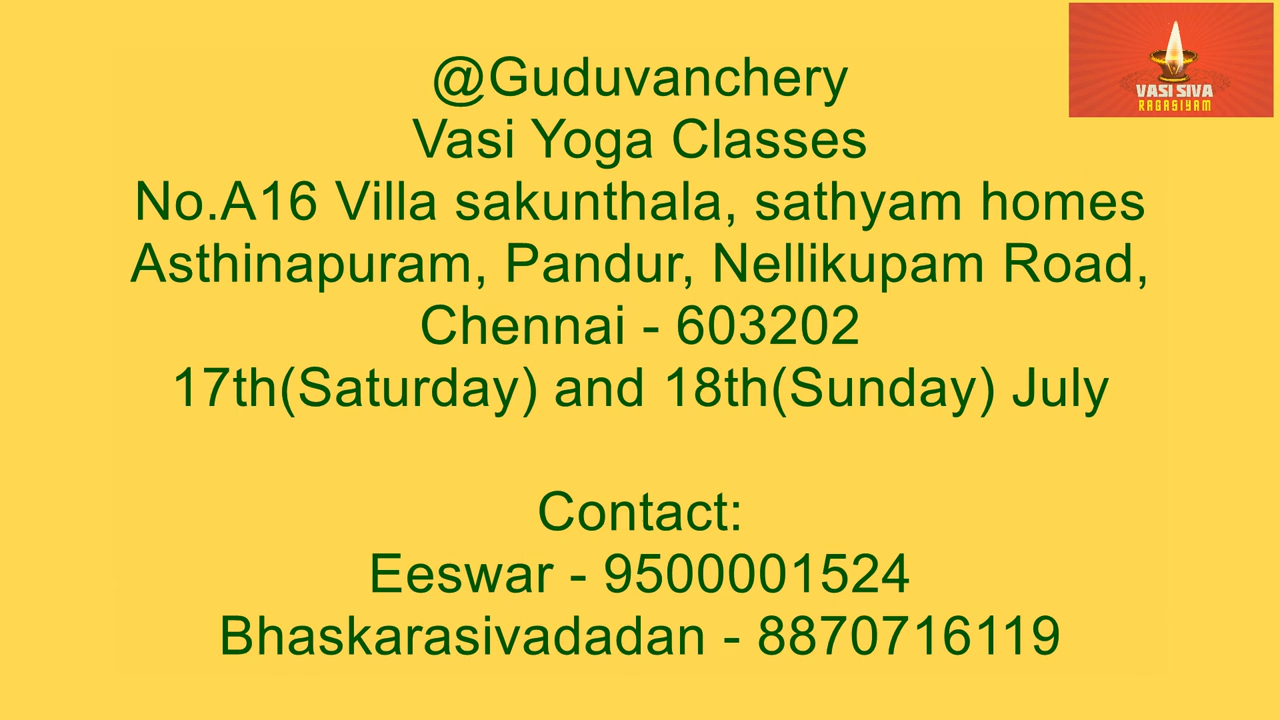 @Guduvanchery
Vasi Yoga Classes
No.A16 Villa sakunthala, sathyam homes
Asthinapuram, Pandur, Nellikupam Road,
Chennai - 603202
17th(Saturday) and 18th(Sunday) July
Contact:
Eeswar - 9500001524
Bhaskarasivadadan - 8870716119
VASI SIVA
RAGASIYAM